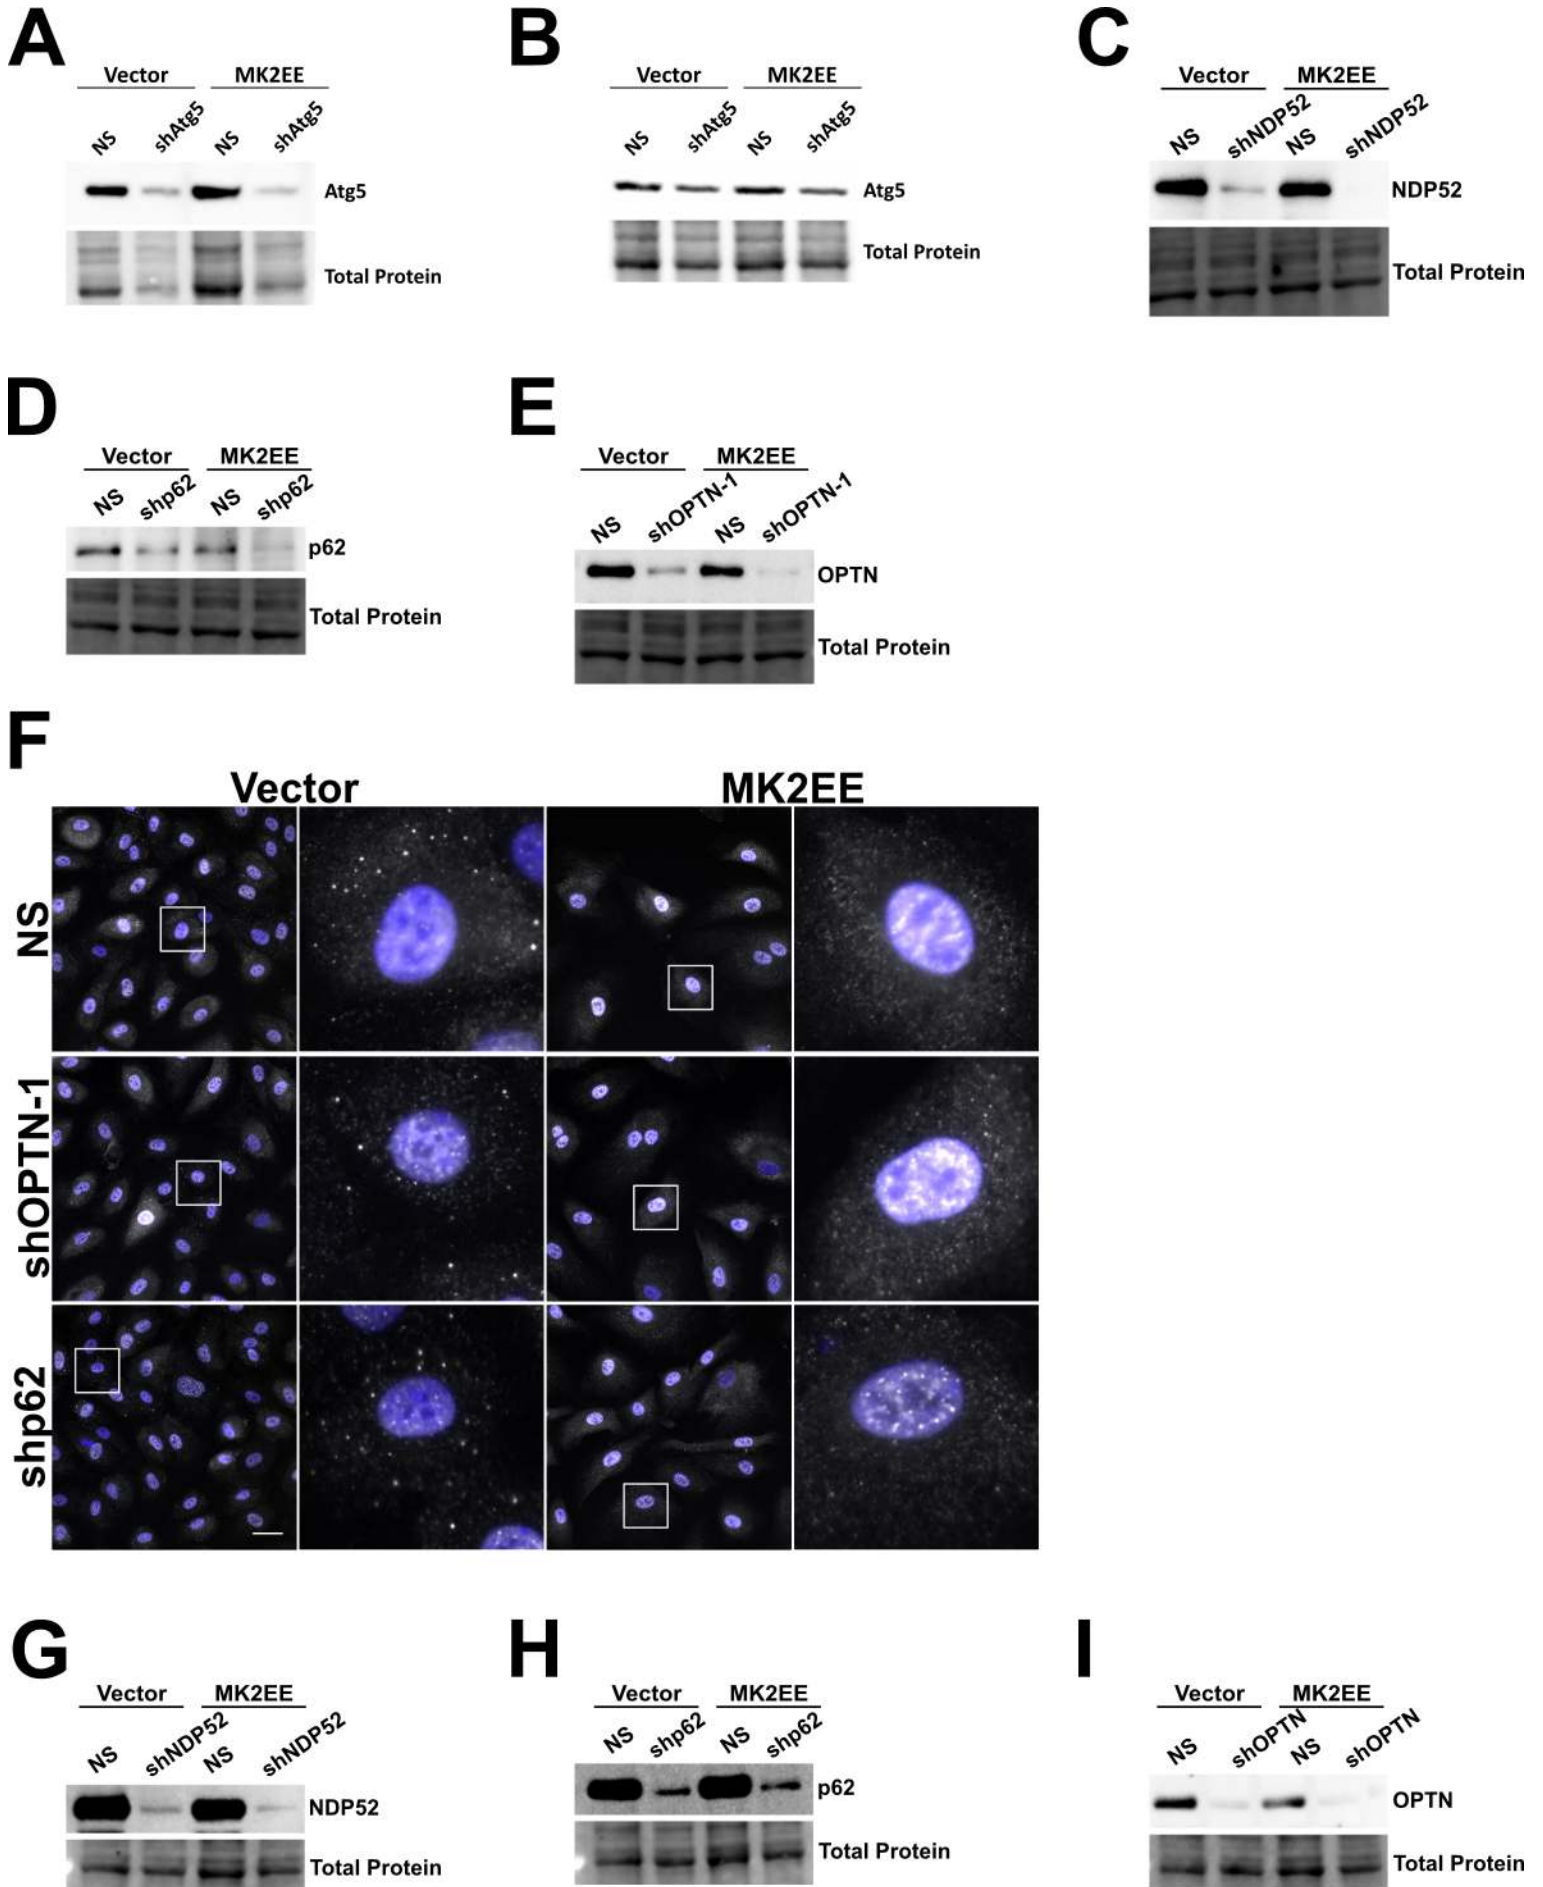 A
Vector MK2EE
NS shAtg5 NS shAtg5
Atg5
Total Protein
B
Vector MK2EE
NS shAtg5 NS shAtg5
Atg5
Total Protein
C
Vector MK2EE
NS shNDP52 NS shNDP52
NDP52
Total Protein
D
Vector MK2EE
NS shp62 NS shp62
p62
Total Protein
E
Vector MK2EE
NS shOPTN-1 NS shOPTN-1
OPTN
Total Protein
F
Vector MK2EE
NS
shOPTN-1
shp62
G
Vector MK2EE
NS shNDP52 NS shNDP52
NDP52
Total Protein
H
Vector MK2EE
NS shp62 NS shp62
p62
Total Protein
I
Vector MK2EE
NS shOPTN NS shOPTN
OPTN
Total Protein